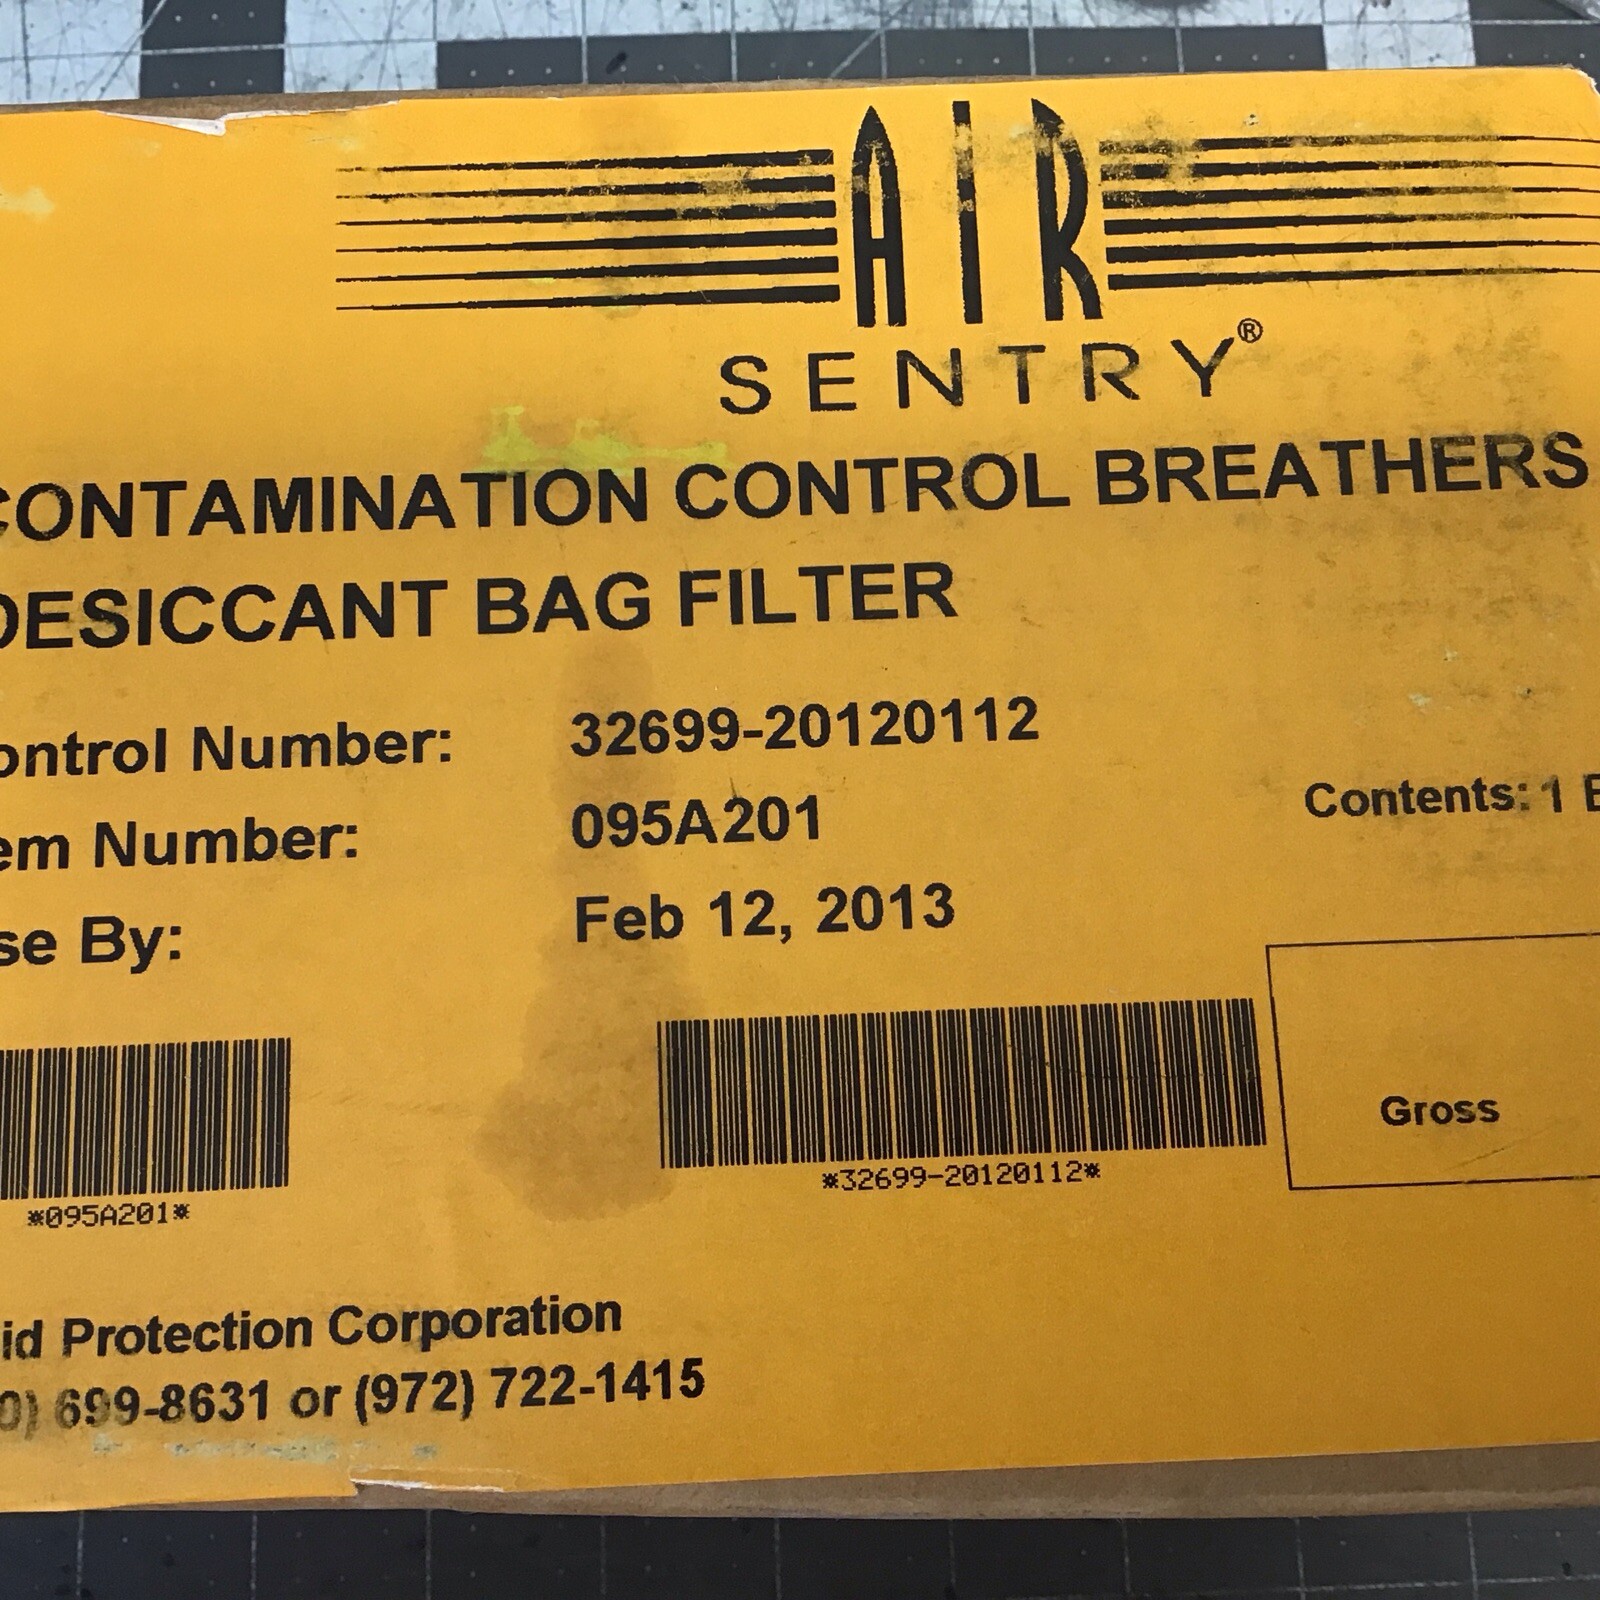 AIR
SENTRY®
CONTAMINATION CONTROL BREATHERS
DESICCANT BAG FILTER
ontrol Number: 32699-20120112
em Number: 095A201
Contents: 1
se By: Feb 12, 2013
Gross
*095A201*
*32699-20120112*
id Protection Corporation
0) 699-8631 or (972) 722-1415